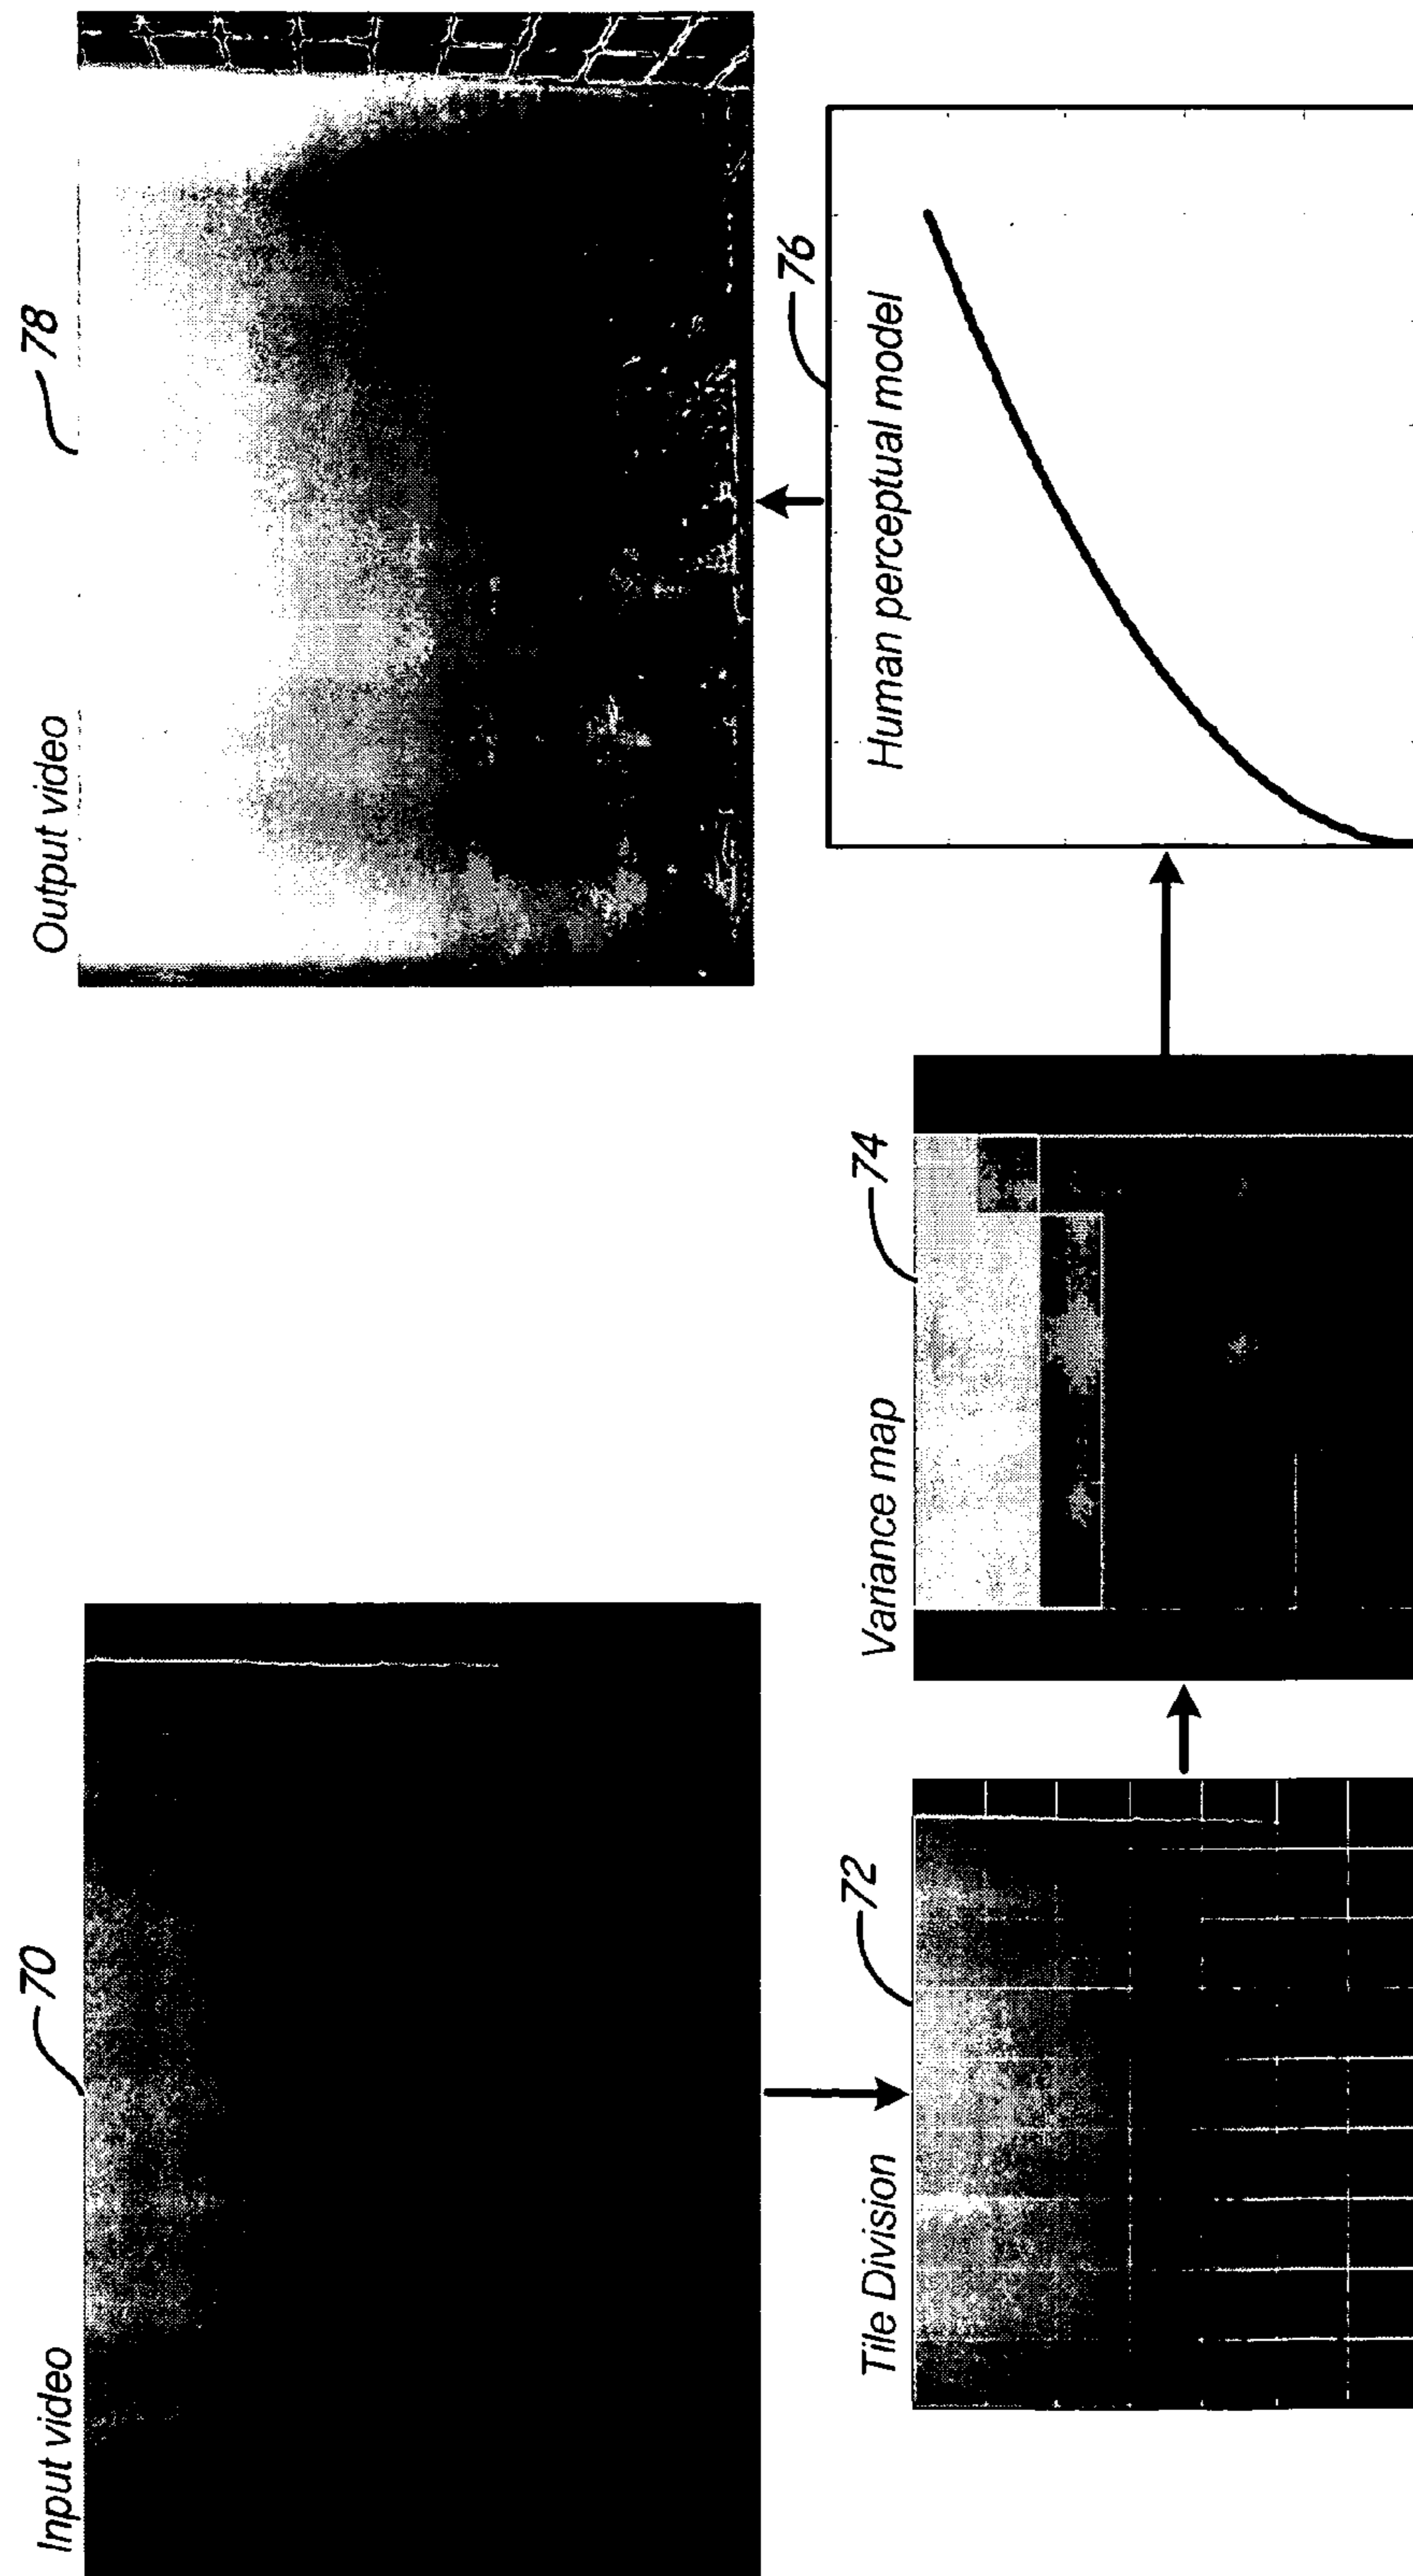 Input video
70
Output video
78
Tile Division
72
Variance map
74
76
Human perceptual model